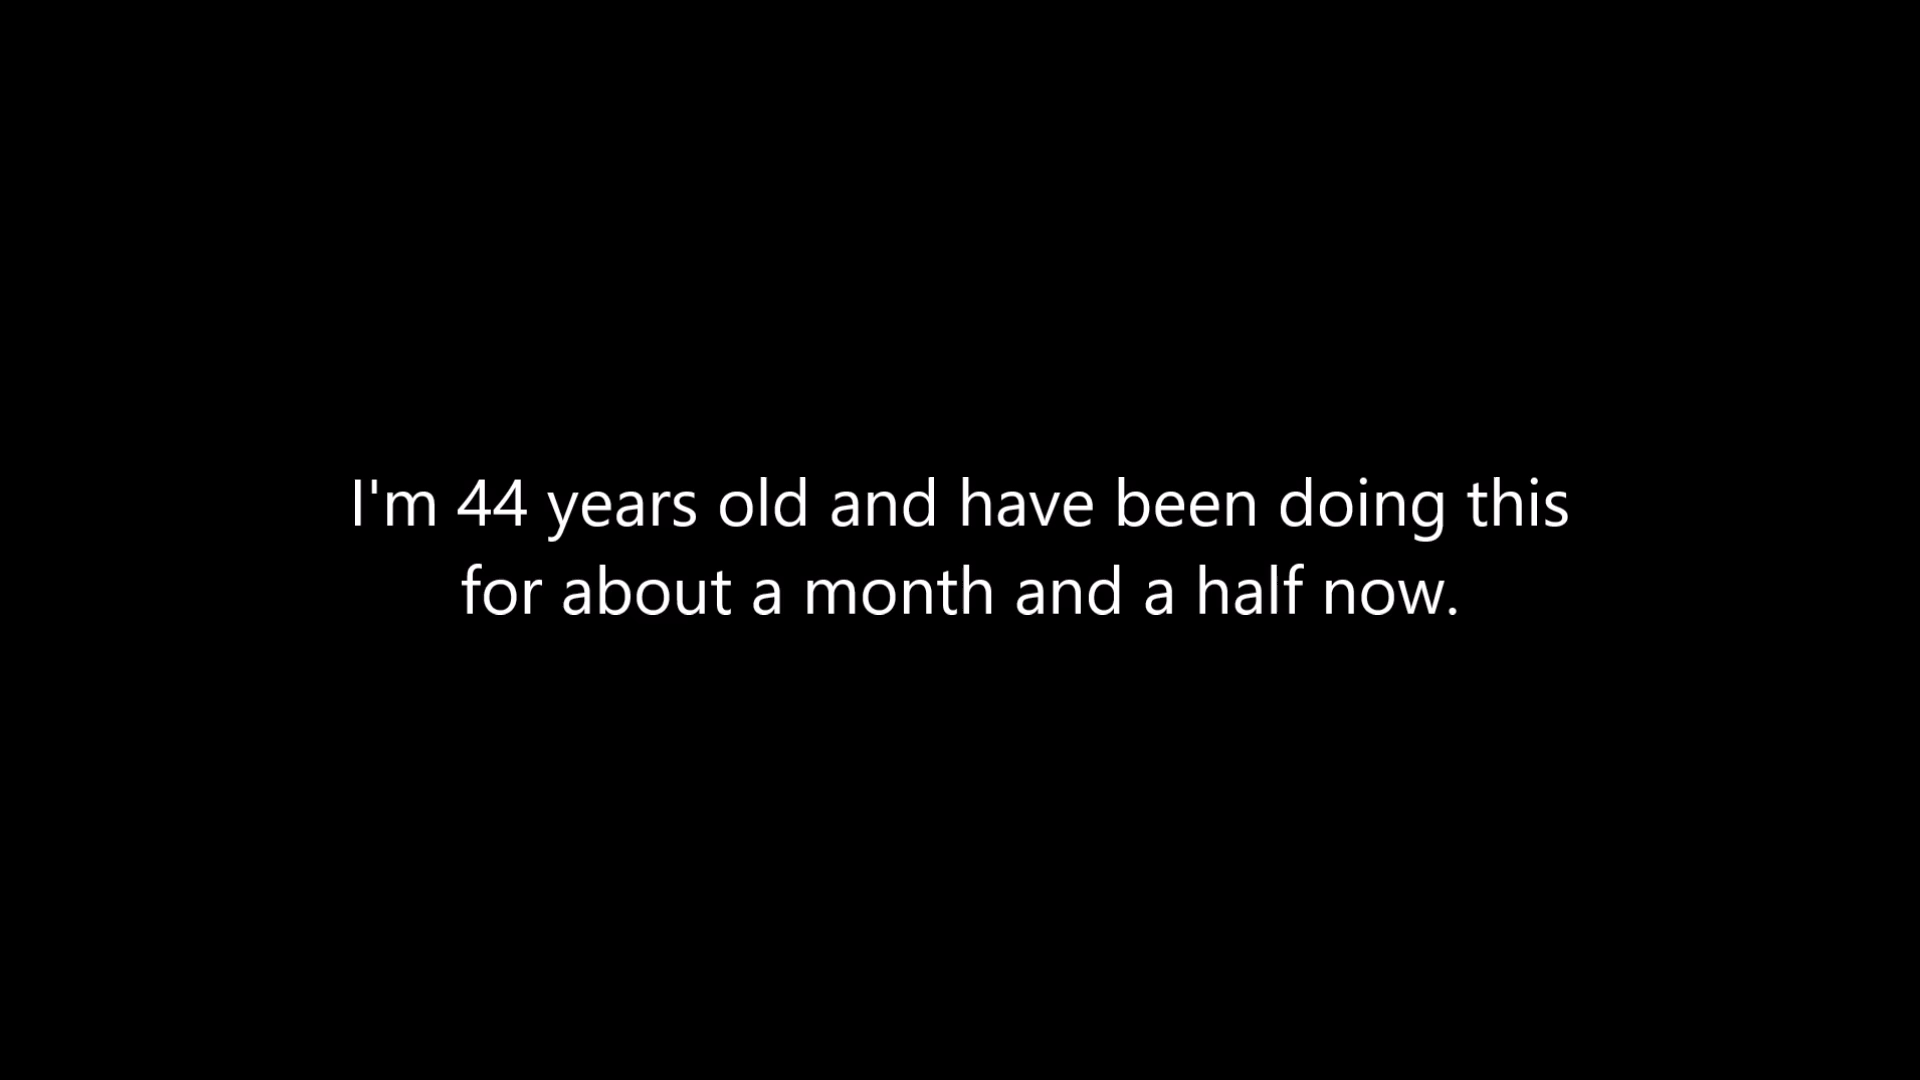 I'm 44 years old and have been doing this
for about a month and a half now.